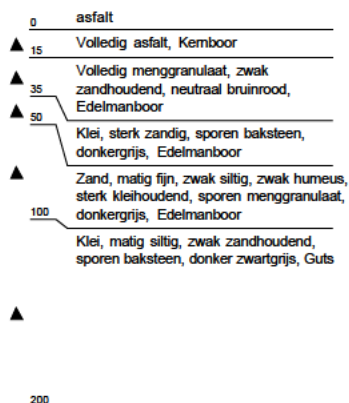 0 asfalt
15 Volledig asfalt, Kernboor
Volledig menggranulaat, zwak
35 zandhoudend, neutraal bruinrood,
Edelmanboor
50 Klei, sterk zandig, sporen baksteen,
donkergrijs, Edelmanboor
Zand, matig fijn, zwak siltig, zwak humeus,
sterk kleihoudend, sporen menggranulaat,
100 donkergrijs, Edelmanboor
Klei, matig siltig, zwak zandhoudend,
sporen baksteen, donker zwartgrijs, Guts
200